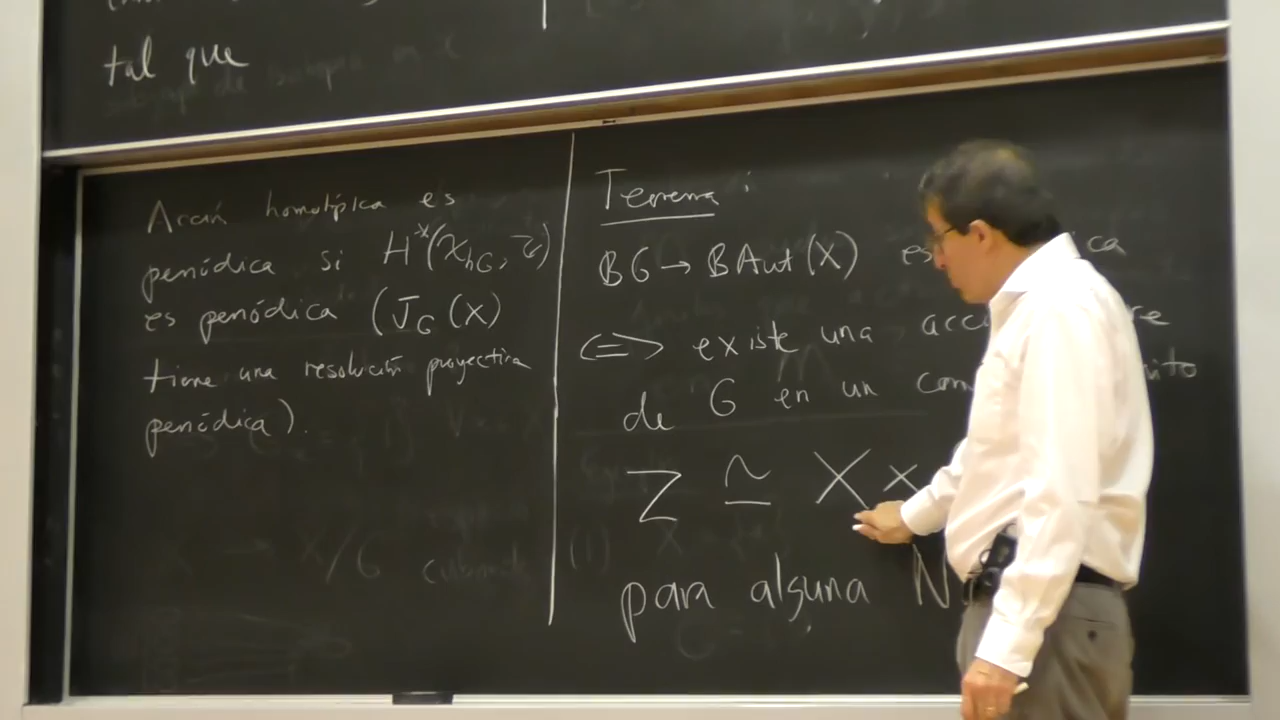 tal que
Acción homotópica es
periódica si H*(X_hG, Z)
es periódica (J_G(X)
tiene una resolución proyectiva
periódica).
Teorema:
BG → BAut(X) es
⇔ existe una
de G en un
Z ≃ X ×
para alguna N